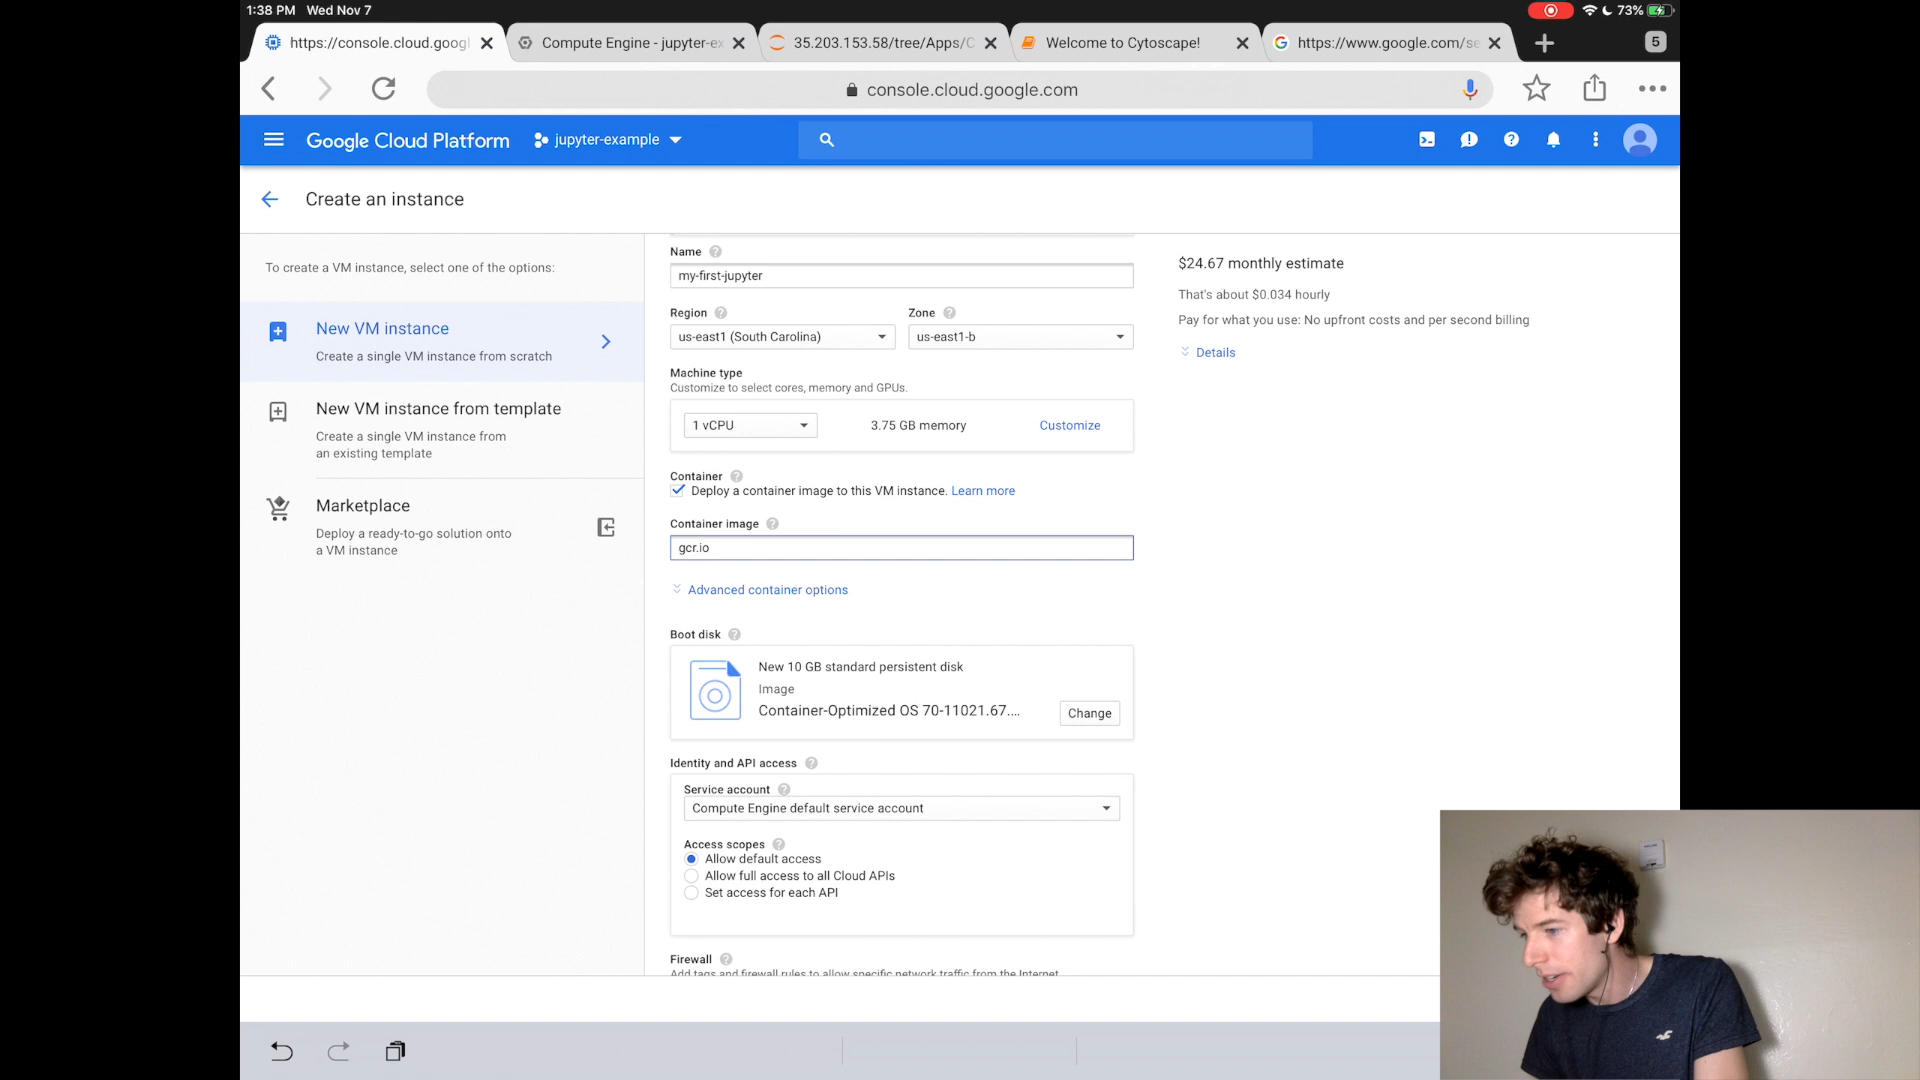 1:38 PM Wed Nov 7
73%
https://console.cloud.goog
Compute Engine - jupyter-ex
35.203.153.58/tree/Apps/C
Welcome to Cytoscape!
https://www.google.com/se
5
console.cloud.google.com
Google Cloud Platform
jupyter-example
Create an instance
To create a VM instance, select one of the options:
New VM instance
Create a single VM instance from scratch
New VM instance from template
Create a single VM instance from
an existing template
Marketplace
Deploy a ready-to-go solution onto
a VM instance
Name
my-first-jupyter
Region
Zone
us-east1 (South Carolina)
us-east1-b
Machine type
Customize to select cores, memory and GPUs.
1 vCPU
3.75 GB memory
Customize
Container
Deploy a container image to this VM instance. Learn more
Container image
gcr.io
Advanced container options
Boot disk
New 10 GB standard persistent disk
Image
Container-Optimized OS 70-11021.67....
Change
Identity and API access
Service account
Compute Engine default service account
Access scopes
Allow default access
Allow full access to all Cloud APIs
Set access for each API
Firewall
Add tags and firewall rules to allow specific network traffic from the Internet
$24.67 monthly estimate
That's about $0.034 hourly
Pay for what you use: No upfront costs and per second billing
Details